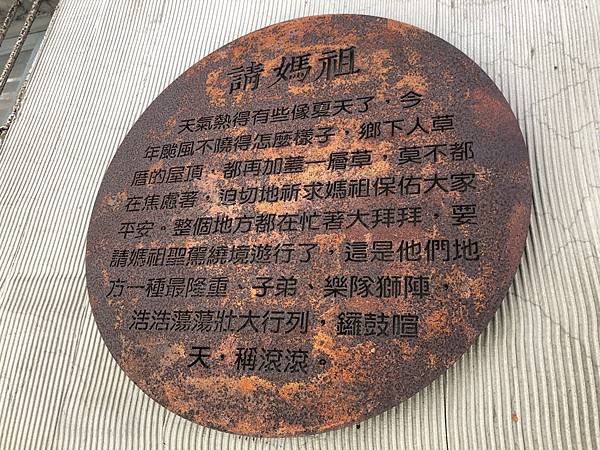 請媽祖
天氣熱得有些像夏天了，今
年颱風不曉得怎麼樣子，鄉下人草
厝的屋頂，都再加蓋一層草，莫不都
在焦慮著，迫切地祈求媽祖保佑大家
平安。整個地方都在忙著大拜拜，要
請媽祖聖駕繞境遊行了，這是他們地
方一種最隆重、子弟、樂隊獅陣，
浩浩蕩蕩壯大行列，鑼鼓喧
天，稱滾滾。